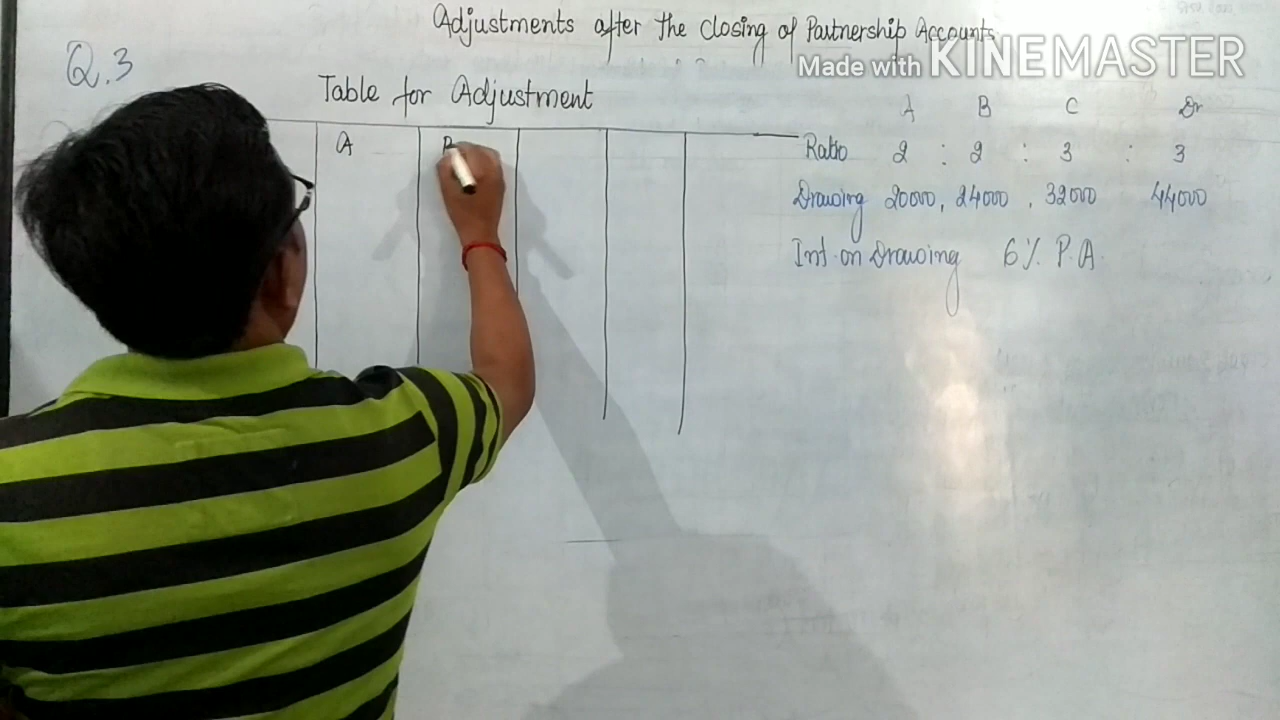 Adjustments after the closing of Partnership Accounts
Made with KINEMASTER
Q.3
Table for Adjustment
A B
A B C Dr
Ratio 2 : 2 : 3 : 3
Drawing 20000, 24000, 32000 44000
Int. on Drawing 6% P.A.